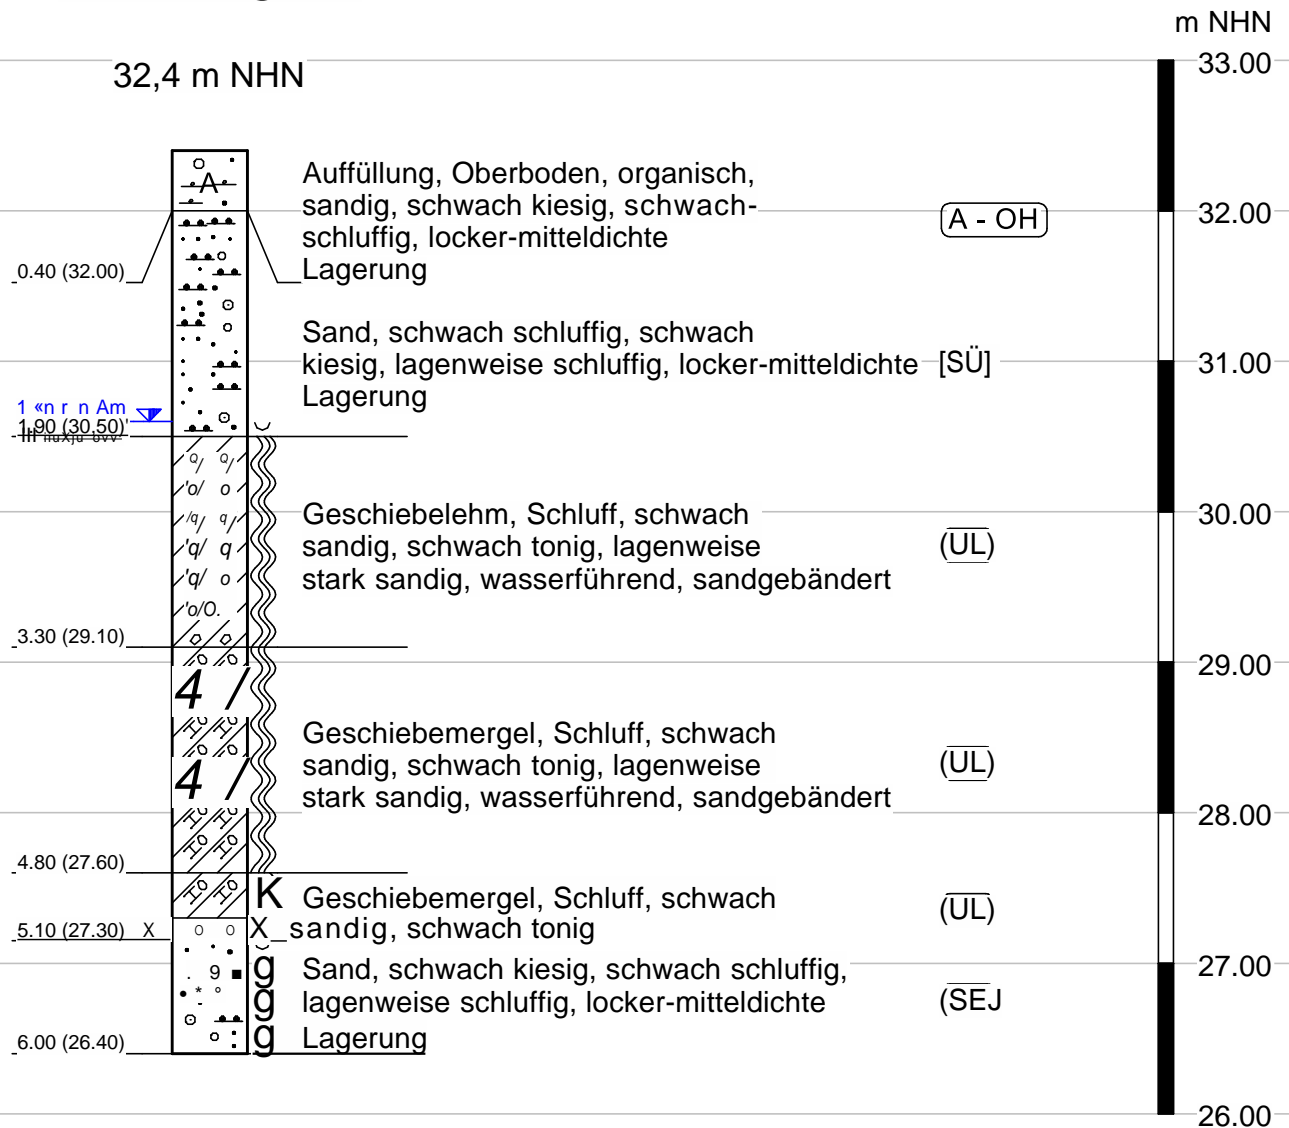 m NHN
33.00
32,4 m NHN
A
Auffüllung, Oberboden, organisch,
sandig, schwach kiesig, schwach-
schluffig, locker-mitteldichte
Lagerung
A - OH
32.00
0.40 (32.00)
Sand, schwach schluffig, schwach
kiesig, lagenweise schluffig, locker-mitteldichte
Lagerung
[SÜ]
31.00
1.90 (30.50)
30.00
Geschiebelehm, Schluff, schwach
sandig, schwach tonig, lagenweise
stark sandig, wasserführend, sandgebändert
(UL)
3.30 (29.10)
29.00
4 /
Geschiebemergel, Schluff, schwach
sandig, schwach tonig, lagenweise
stark sandig, wasserführend, sandgebändert
(UL)
4 /
28.00
4.80 (27.60)
K Geschiebemergel, Schluff, schwach
X_sandig, schwach tonig
(UL)
5.10 (27.30) X
27.00
g Sand, schwach kiesig, schwach schluffig,
g lagenweise schluffig, locker-mitteldichte
g Lagerung
(SEJ
6.00 (26.40)
26.00